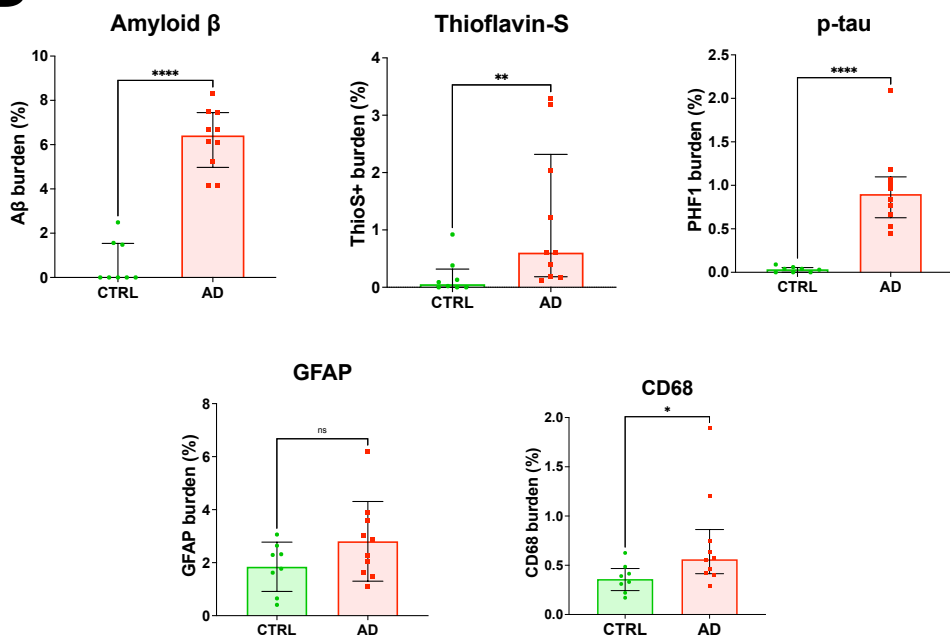 Amyloid β
Aβ burden (%)
10
8
6
4
2
0
****
CTRL
AD
Thioflavin-S
ThioS+ burden (%)
4
3
2
1
0
**
CTRL
AD
p-tau
PHF1 burden (%)
2.5
2.0
1.5
1.0
0.5
0.0
****
CTRL
AD
GFAP
GFAP burden (%)
8
6
4
2
0
ns
CTRL
AD
CD68
CD68 burden (%)
2.0
1.5
1.0
0.5
0.0
*
CTRL
AD